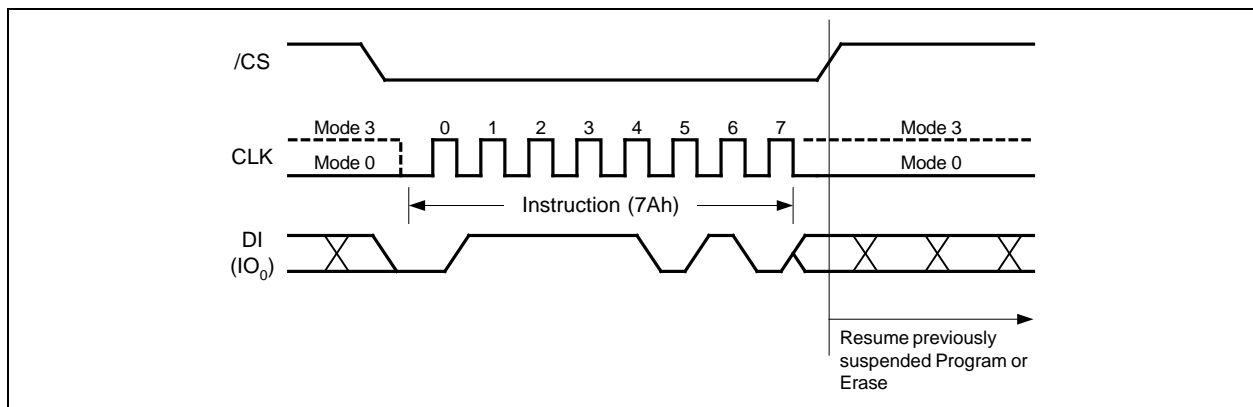 /CS
Mode 3
0 1 2 3 4 5 6 7
Mode 3
CLK
Mode 0
Mode 0
Instruction (7Ah)
DI
(IO0)
Resume previously
suspended Program or
Erase